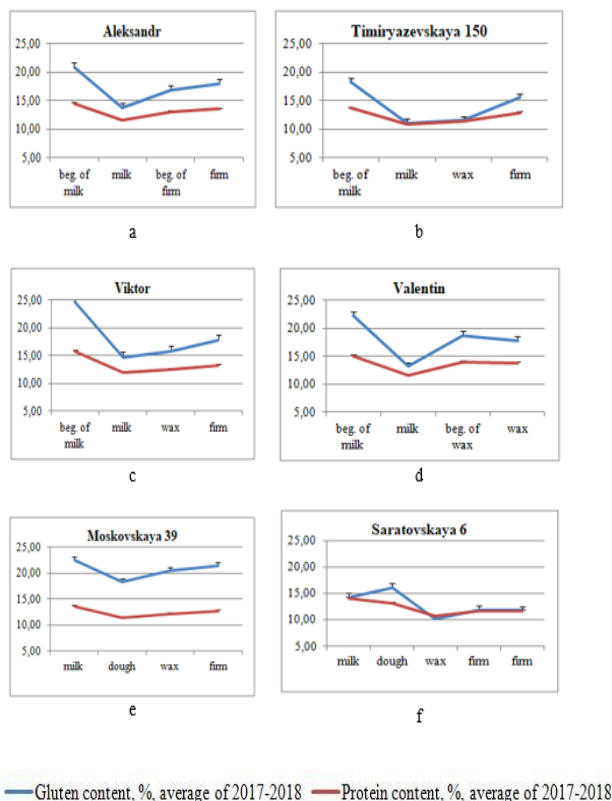 Aleksandr
25,00
20,00
15,00
10,00
5,00
beg. of milk
milk
beg. of firm
firm
a
Timiryazevskaya 150
25,00
20,00
15,00
10,00
5,00
beg. of milk
milk
wax
firm
b
Viktor
25,00
20,00
15,00
10,00
5,00
beg. of milk
milk
wax
firm
c
Valentin
25,00
20,00
15,00
10,00
5,00
beg. of milk
milk
beg. of wax
wax
d
Moskovskaya 39
25,00
20,00
15,00
10,00
5,00
milk
dough
wax
firm
e
Saratovskaya 6
25,00
20,00
15,00
10,00
5,00
milk
dough
wax
firm
firm
f
Gluten content, %, average of 2017-2018
Protein content, %, average of 2017-2018